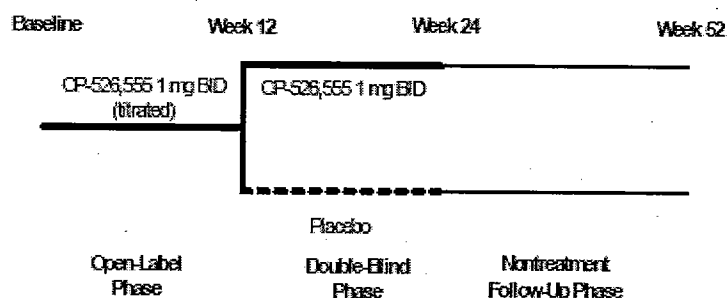 Baseline Week 12 Week 24 Week 52
CP-526,555 1 mg BID CP-526,555 1 mg BID
(titrated)
Placebo
Open-Label Double-Blind Nontreatment
Phase Phase Follow-Up Phase